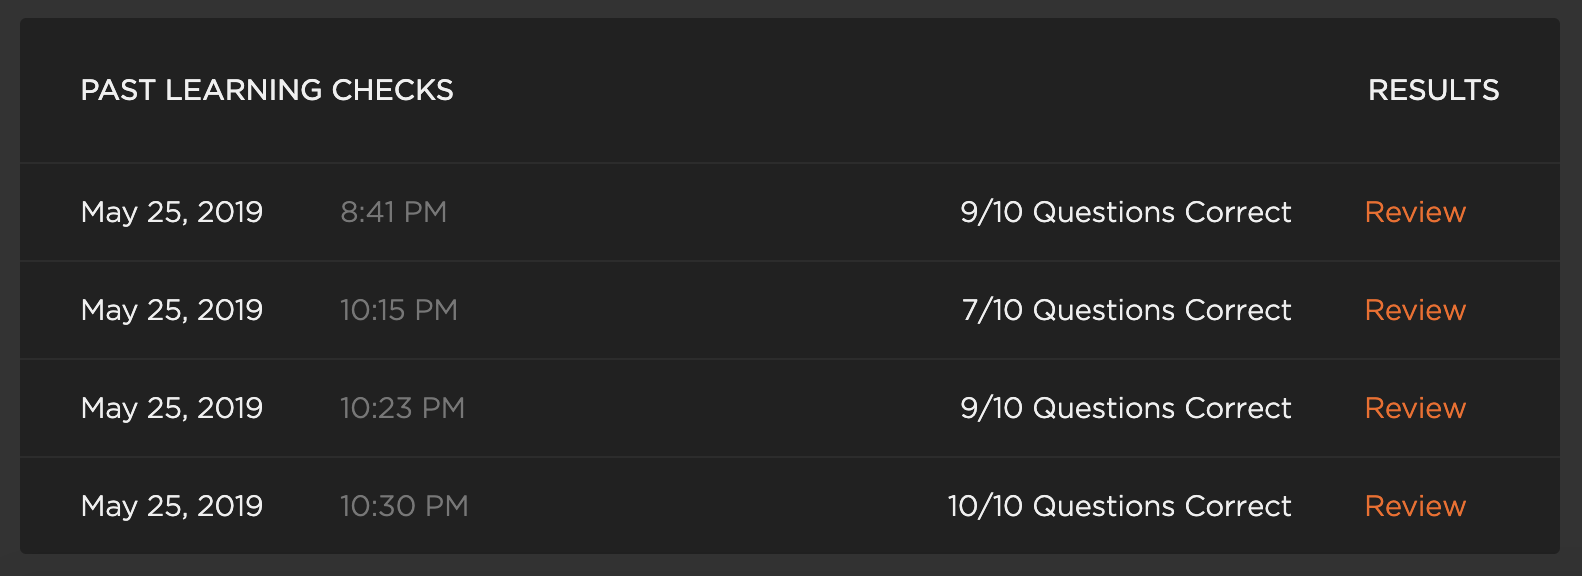 PAST LEARNING CHECKS RESULTS
May 25, 2019 8:41 PM 9/10 Questions Correct Review
May 25, 2019 10:15 PM 7/10 Questions Correct Review
May 25, 2019 10:23 PM 9/10 Questions Correct Review
May 25, 2019 10:30 PM 10/10 Questions Correct Review